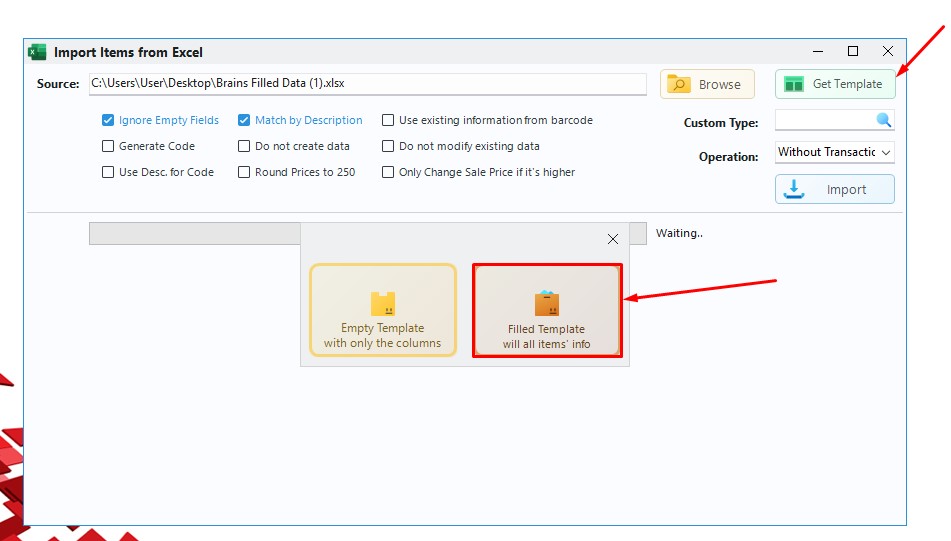 Import Items from Excel
Source: C:\Users\User\Desktop\Brains Filled Data (1).xlsx Browse Get Template
Ignore Empty Fields Match by Description Use existing information from barcode Custom Type:
Generate Code Do not create data Do not modify existing data Operation: Without Transactic
Use Desc. for Code Round Prices to 250 Only Change Sale Price if it's higher Import
Waiting..
Empty Template
with only the columns
Filled Template
will all items' info